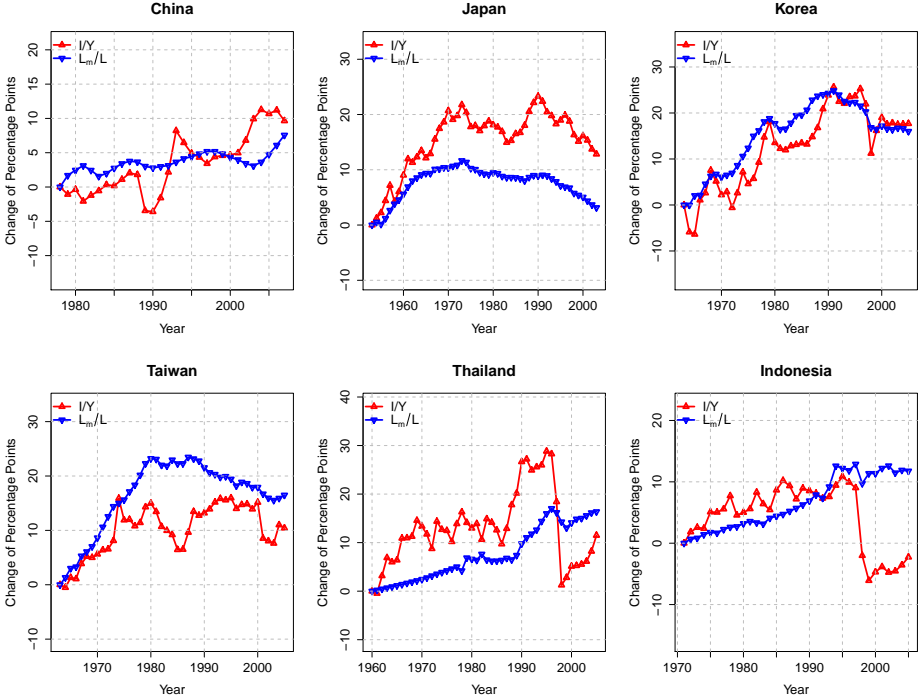 China
Change of Percentage Points
20
15
10
5
0
−5
−10
I/Y
Lm/L
1980
1990
2000
Year
Japan
Change of Percentage Points
30
20
10
0
−10
I/Y
Lm/L
1950
1960
1970
1980
1990
2000
Year
Korea
Change of Percentage Points
30
20
10
0
−10
I/Y
Lm/L
1970
1980
1990
2000
Year
Taiwan
Change of Percentage Points
30
20
10
0
−10
I/Y
Lm/L
1970
1980
1990
2000
Year
Thailand
Change of Percentage Points
40
30
20
10
0
−10
I/Y
Lm/L
1960
1970
1980
1990
2000
Year
Indonesia
Change of Percentage Points
20
10
0
−10
I/Y
Lm/L
1970
1980
1990
2000
Year